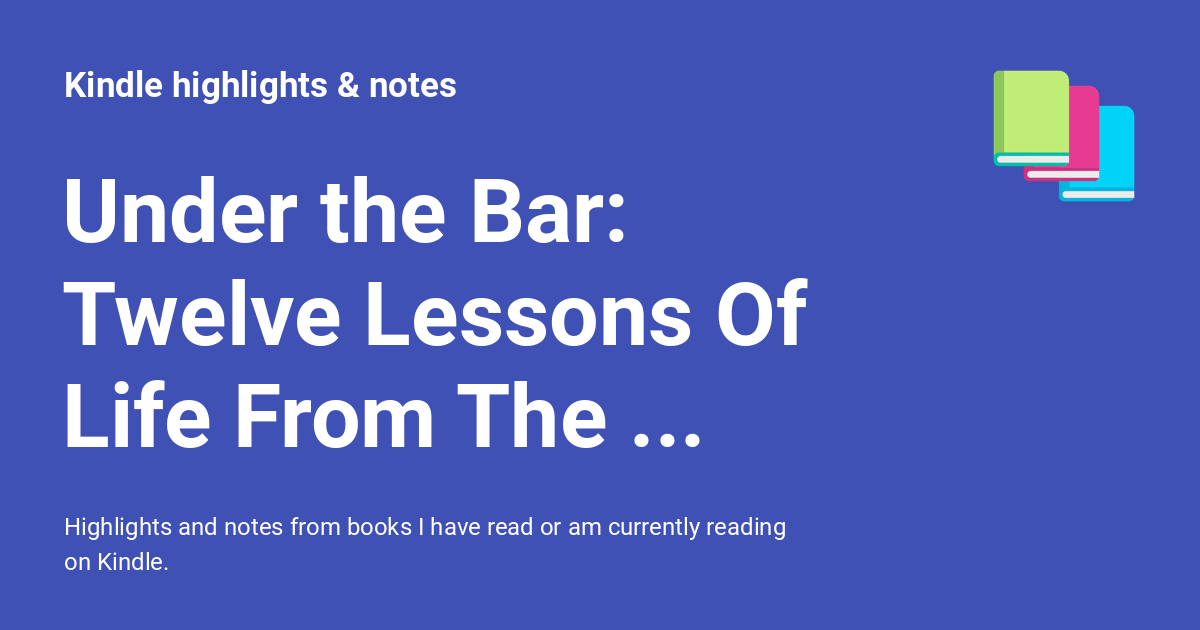 Kindle highlights & notes
Under the Bar:
Twelve Lessons Of
Life From The ...
Highlights and notes from books I have read or am currently reading
on Kindle.